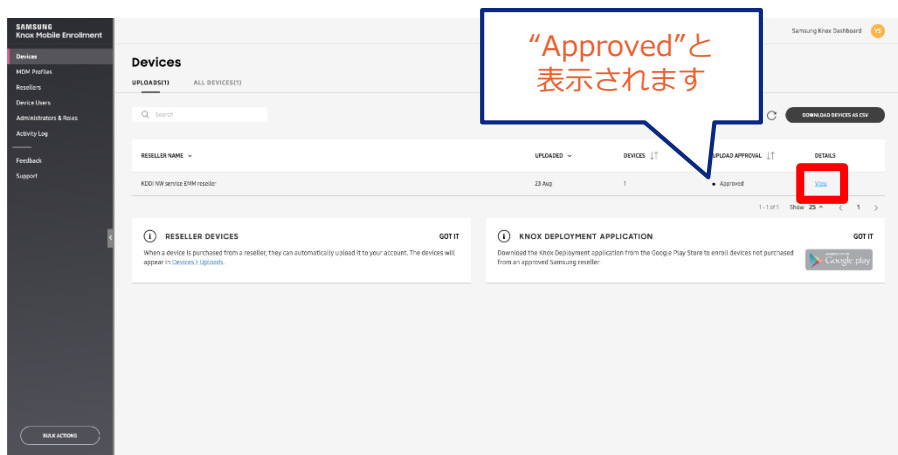 SAMSUNG
Knox Mobile Enrollment
Samsung Knox Dashboard YS
Devices
MDM Profiles
Resellers
Device Users
Administrators & Roles
Activity Log
Feedback
Support
BULK ACTIONS
Devices
UPLOADS(1) ALL DEVICES(1)
Search
DOWNLOAD DEVICES AS CSV
“Approved”と
表示されます
RESELLER NAME UPLOADED DEVICES UPLOAD APPROVAL DETAILS
KDDI NW service EMM reseller 23 Aug 1 Approved View
1-1 of 1 Show 25 < 1 >
RESELLER DEVICES GOT IT
When a device is purchased from a reseller, they can automatically upload it to your account. The devices will
appear in Devices > Uploads.
KNOX DEPLOYMENT APPLICATION GOT IT
Download the Knox Deployment application from the Google Play Store to enroll devices not purchased
from an approved Samsung reseller
Google play